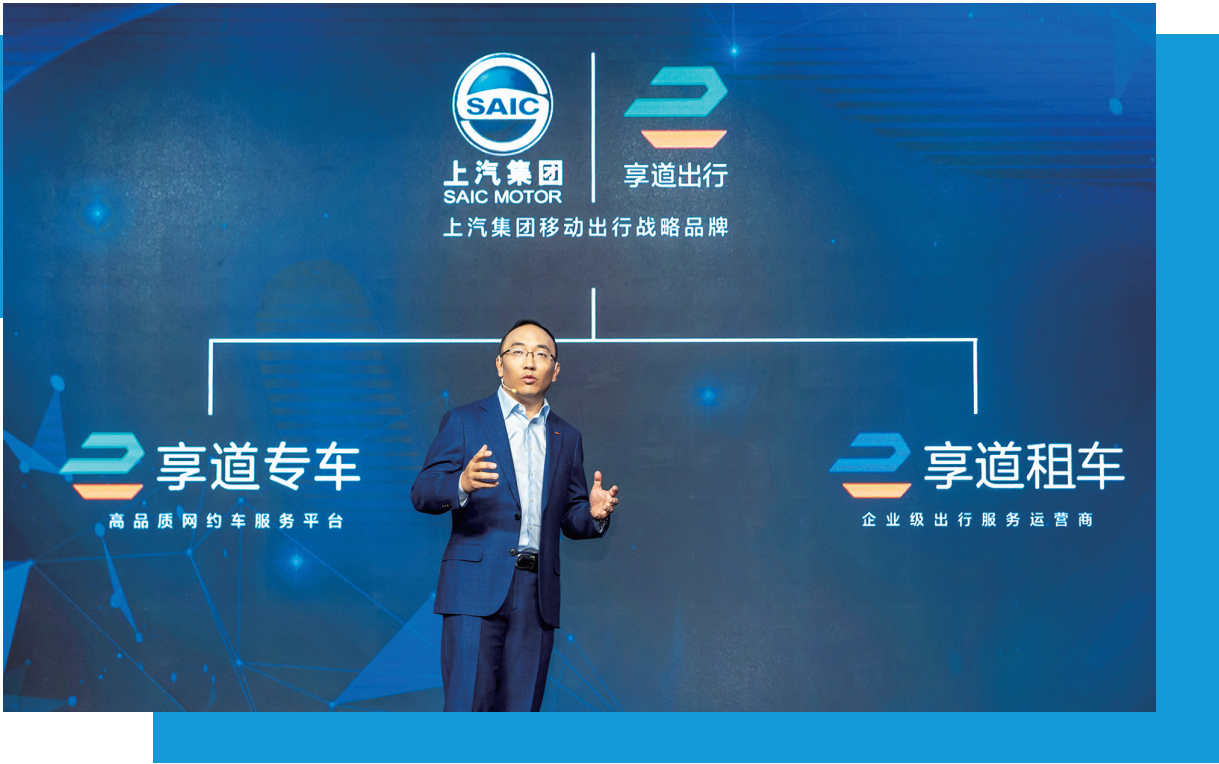 SAIC
上汽集团
SAIC MOTOR
享道出行
上汽集团移动出行战略品牌
享道专车
高品质网约车服务平台
享道租车
企业级出行服务运营商